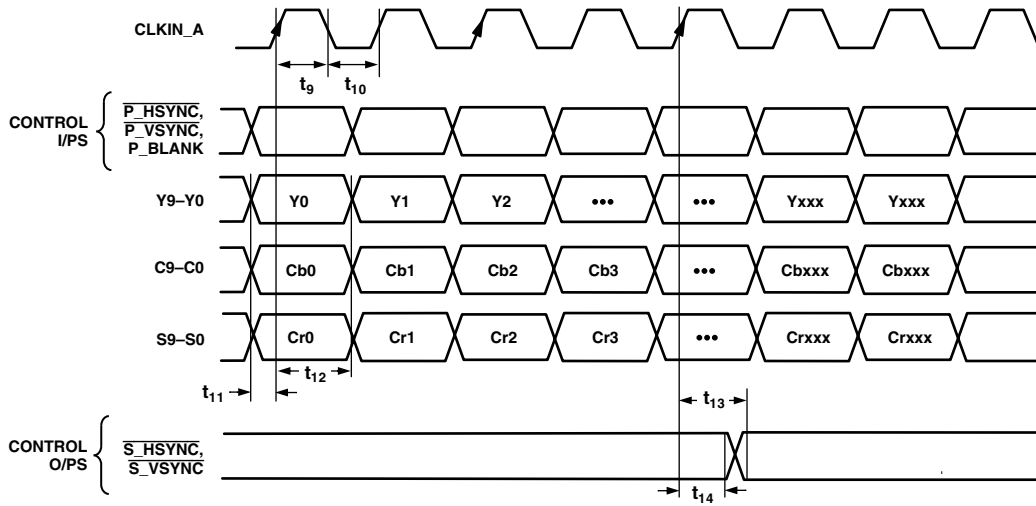 CLKIN_A
t9
t10
CONTROL
I/PS
P_HSYNC,
P_VSYNC,
P_BLANK
Y9–Y0
Y0
Y1
Y2
•••
•••
Yxxx
Yxxx
C9–C0
Cb0
Cb1
Cb2
Cb3
•••
Cbxxx
Cbxxx
S9–S0
Cr0
Cr1
Cr2
Cr3
•••
Crxxx
Crxxx
t11
t12
t13
CONTROL
O/PS
S_HSYNC,
S_VSYNC
t14